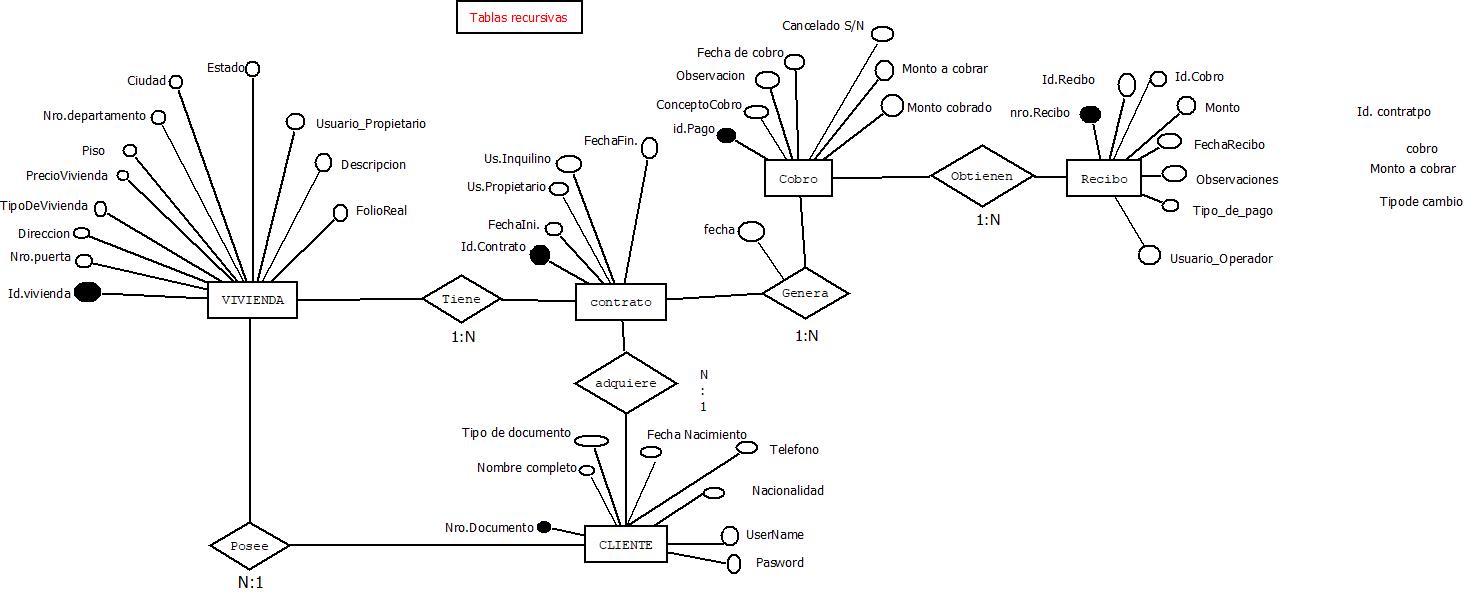 Tablas recursivas
Estado
Ciudad
Nro.departamento
Piso
PrecioVivienda
TipoDeVivienda
Direccion
Nro.puerta
Id.vivienda
Usuario_Propietario
Descripcion
FolioReal
VIVIENDA
Tiene
1:N
FechaFin.
Us.Inquilino
Us.Propietario
FechaIni.
Id.Contrato
contrato
Cancelado S/N
Fecha de cobro
Observacion
ConceptoCobro
id.Pago
Monto a cobrar
Monto cobrado
Cobro
fecha
Genera
1:N
Obtienen
1:N
Id.Recibo
Id.Cobro
nro.Recibo
Monto
FechaRecibo
Observaciones
Tipo_de_pago
Usuario_Operador
Recibo
Id. contratpo
cobro
Monto a cobrar
Tipode cambio
adquiere
N
:
1
Tipo de documento
Fecha Nacimiento
Telefono
Nombre completo
Nacionalidad
Nro.Documento
UserName
Pasword
CLIENTE
Posee
N:1